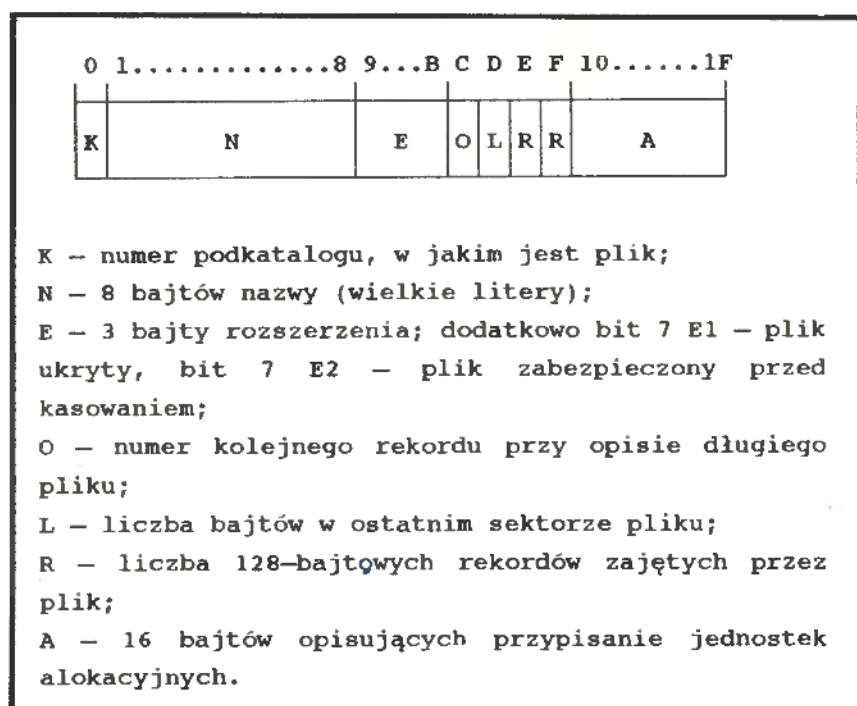 0 1.............8 9...B C D E F 10......1F
K N E O L R R A
K – numer podkatalogu, w jakim jest plik;
N – 8 bajtów nazwy (wielkie litery);
E – 3 bajty rozszerzenia; dodatkowo bit 7 E1 – plik
ukryty, bit 7 E2 – plik zabezpieczony przed
kasowaniem;
O – numer kolejnego rekordu przy opisie długiego
pliku;
L – liczba bajtów w ostatnim sektorze pliku;
R – liczba 128–bajtowych rekordów zajętych przez
plik;
A – 16 bajtów opisujących przypisanie jednostek
alokacyjnych.